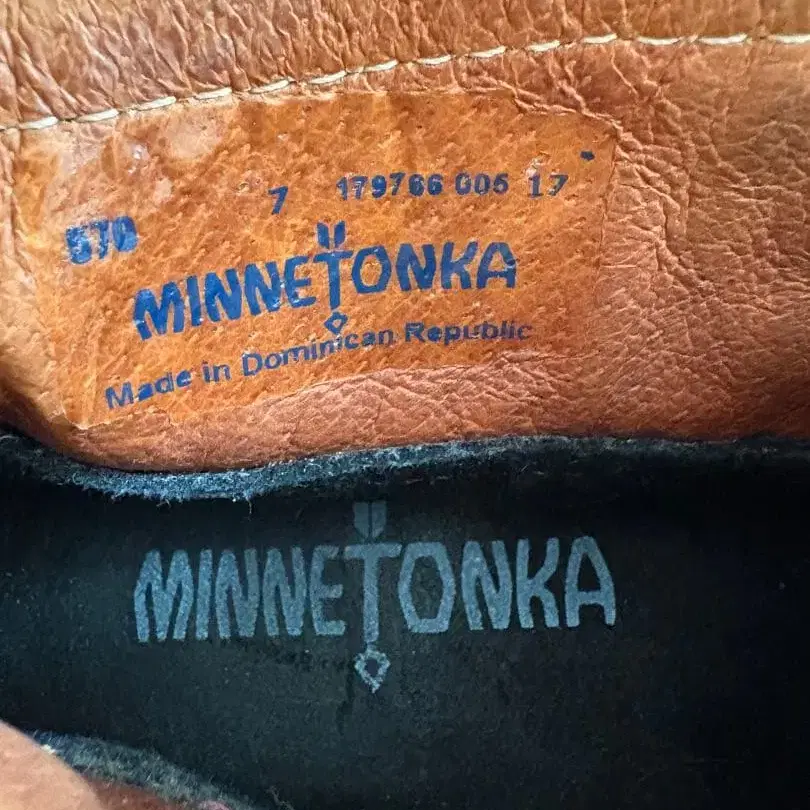 7 179766 005 17
570
MINNETONKA
Made in Dominican Republic
MINNETONKA